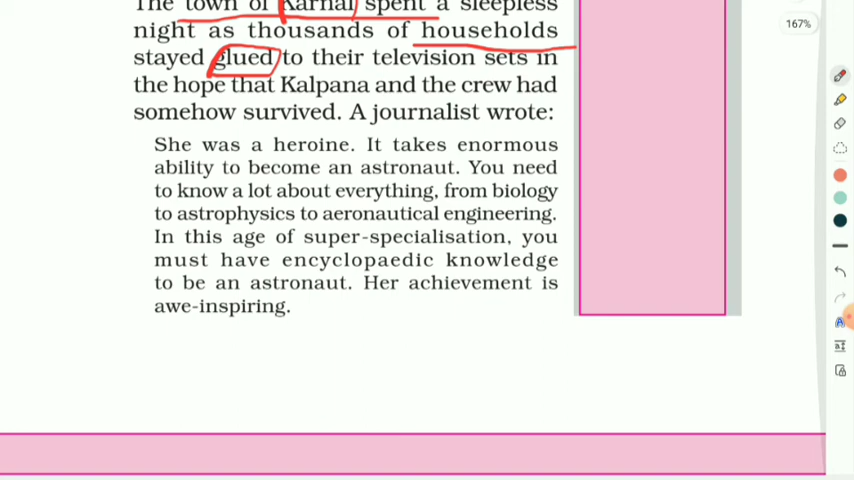 The town of Karnal spent a sleepless
night as thousands of households
stayed glued to their television sets in
the hope that Kalpana and the crew had
somehow survived. A journalist wrote:
She was a heroine. It takes enormous
ability to become an astronaut. You need
to know a lot about everything, from biology
to astrophysics to aeronautical engineering.
In this age of super-specialisation, you
must have encyclopaedic knowledge
to be an astronaut. Her achievement is
awe-inspiring.
167%